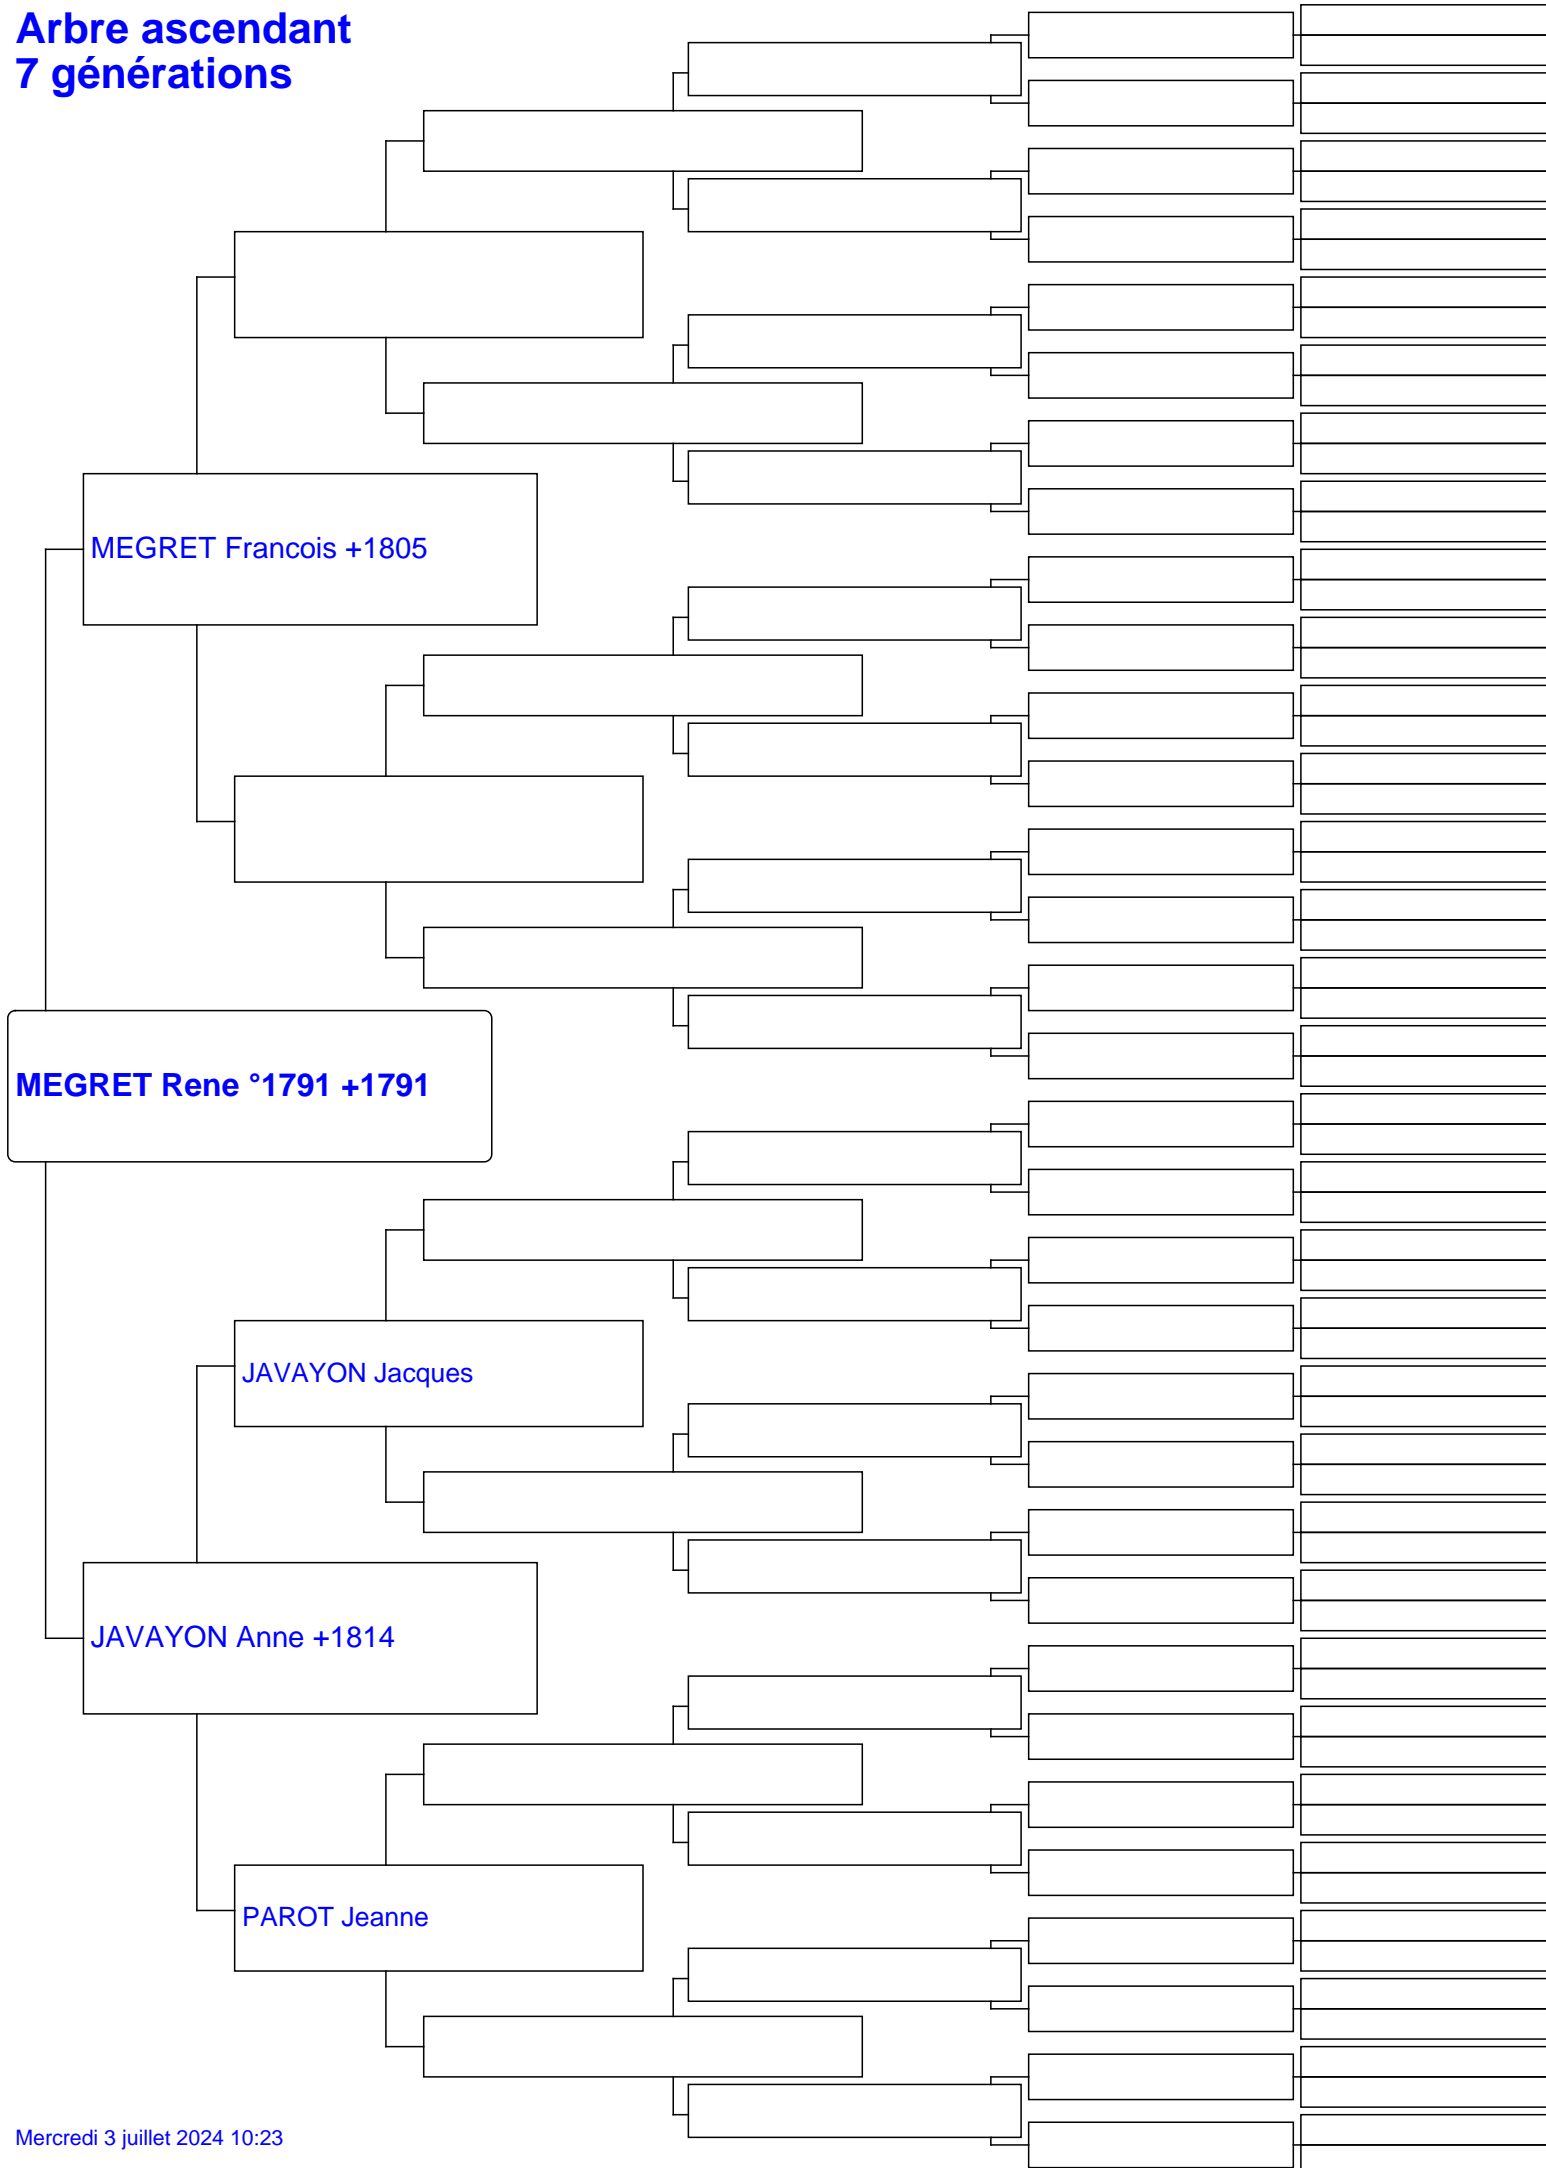 Arbre ascendant
7 générations
MEGRET Francois +1805
MEGRET Rene °1791 +1791
JAVAYON Jacques
JAVAYON Anne +1814
PAROT Jeanne
Mercredi 3 juillet 2024 10:23